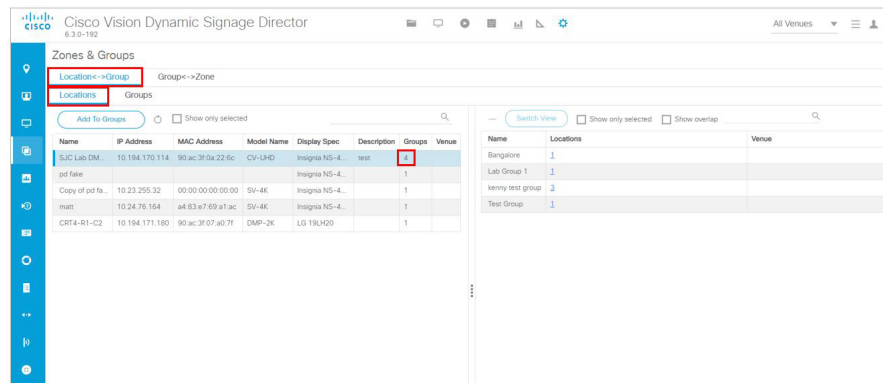 cisco Cisco Vision Dynamic Signage Director
6.3.0-192
All Venues
Zones & Groups
Location<->Group Group<->Zone
Locations Groups
Add To Groups Show only selected
Switch View Show only selected Show overlap
Name IP Address MAC Address Model Name Display Spec Description Groups Venue
SJC Lab DM... 10.194.170.114 90:ac:3f:0a:22:6c CV-UHD Insignia NS-4... test 4
pd fake Insignia NS-4... 1
Copy of pd fa... 10.23.255.32 00:00:00:00:00:00 SV-4K Insignia NS-4... 1
matt 10.24.76.164 a4:83:e7:69:a1:ac SV-4K Insignia NS-4... 1
CRT4-R1-C2 10.194.171.180 90:ac:3f:07:a0:7f DMP-2K LG 19LH20 1
Name Locations Venue
Bangalore 1
Lab Group 1 1
kenny test group 3
Test Group 1